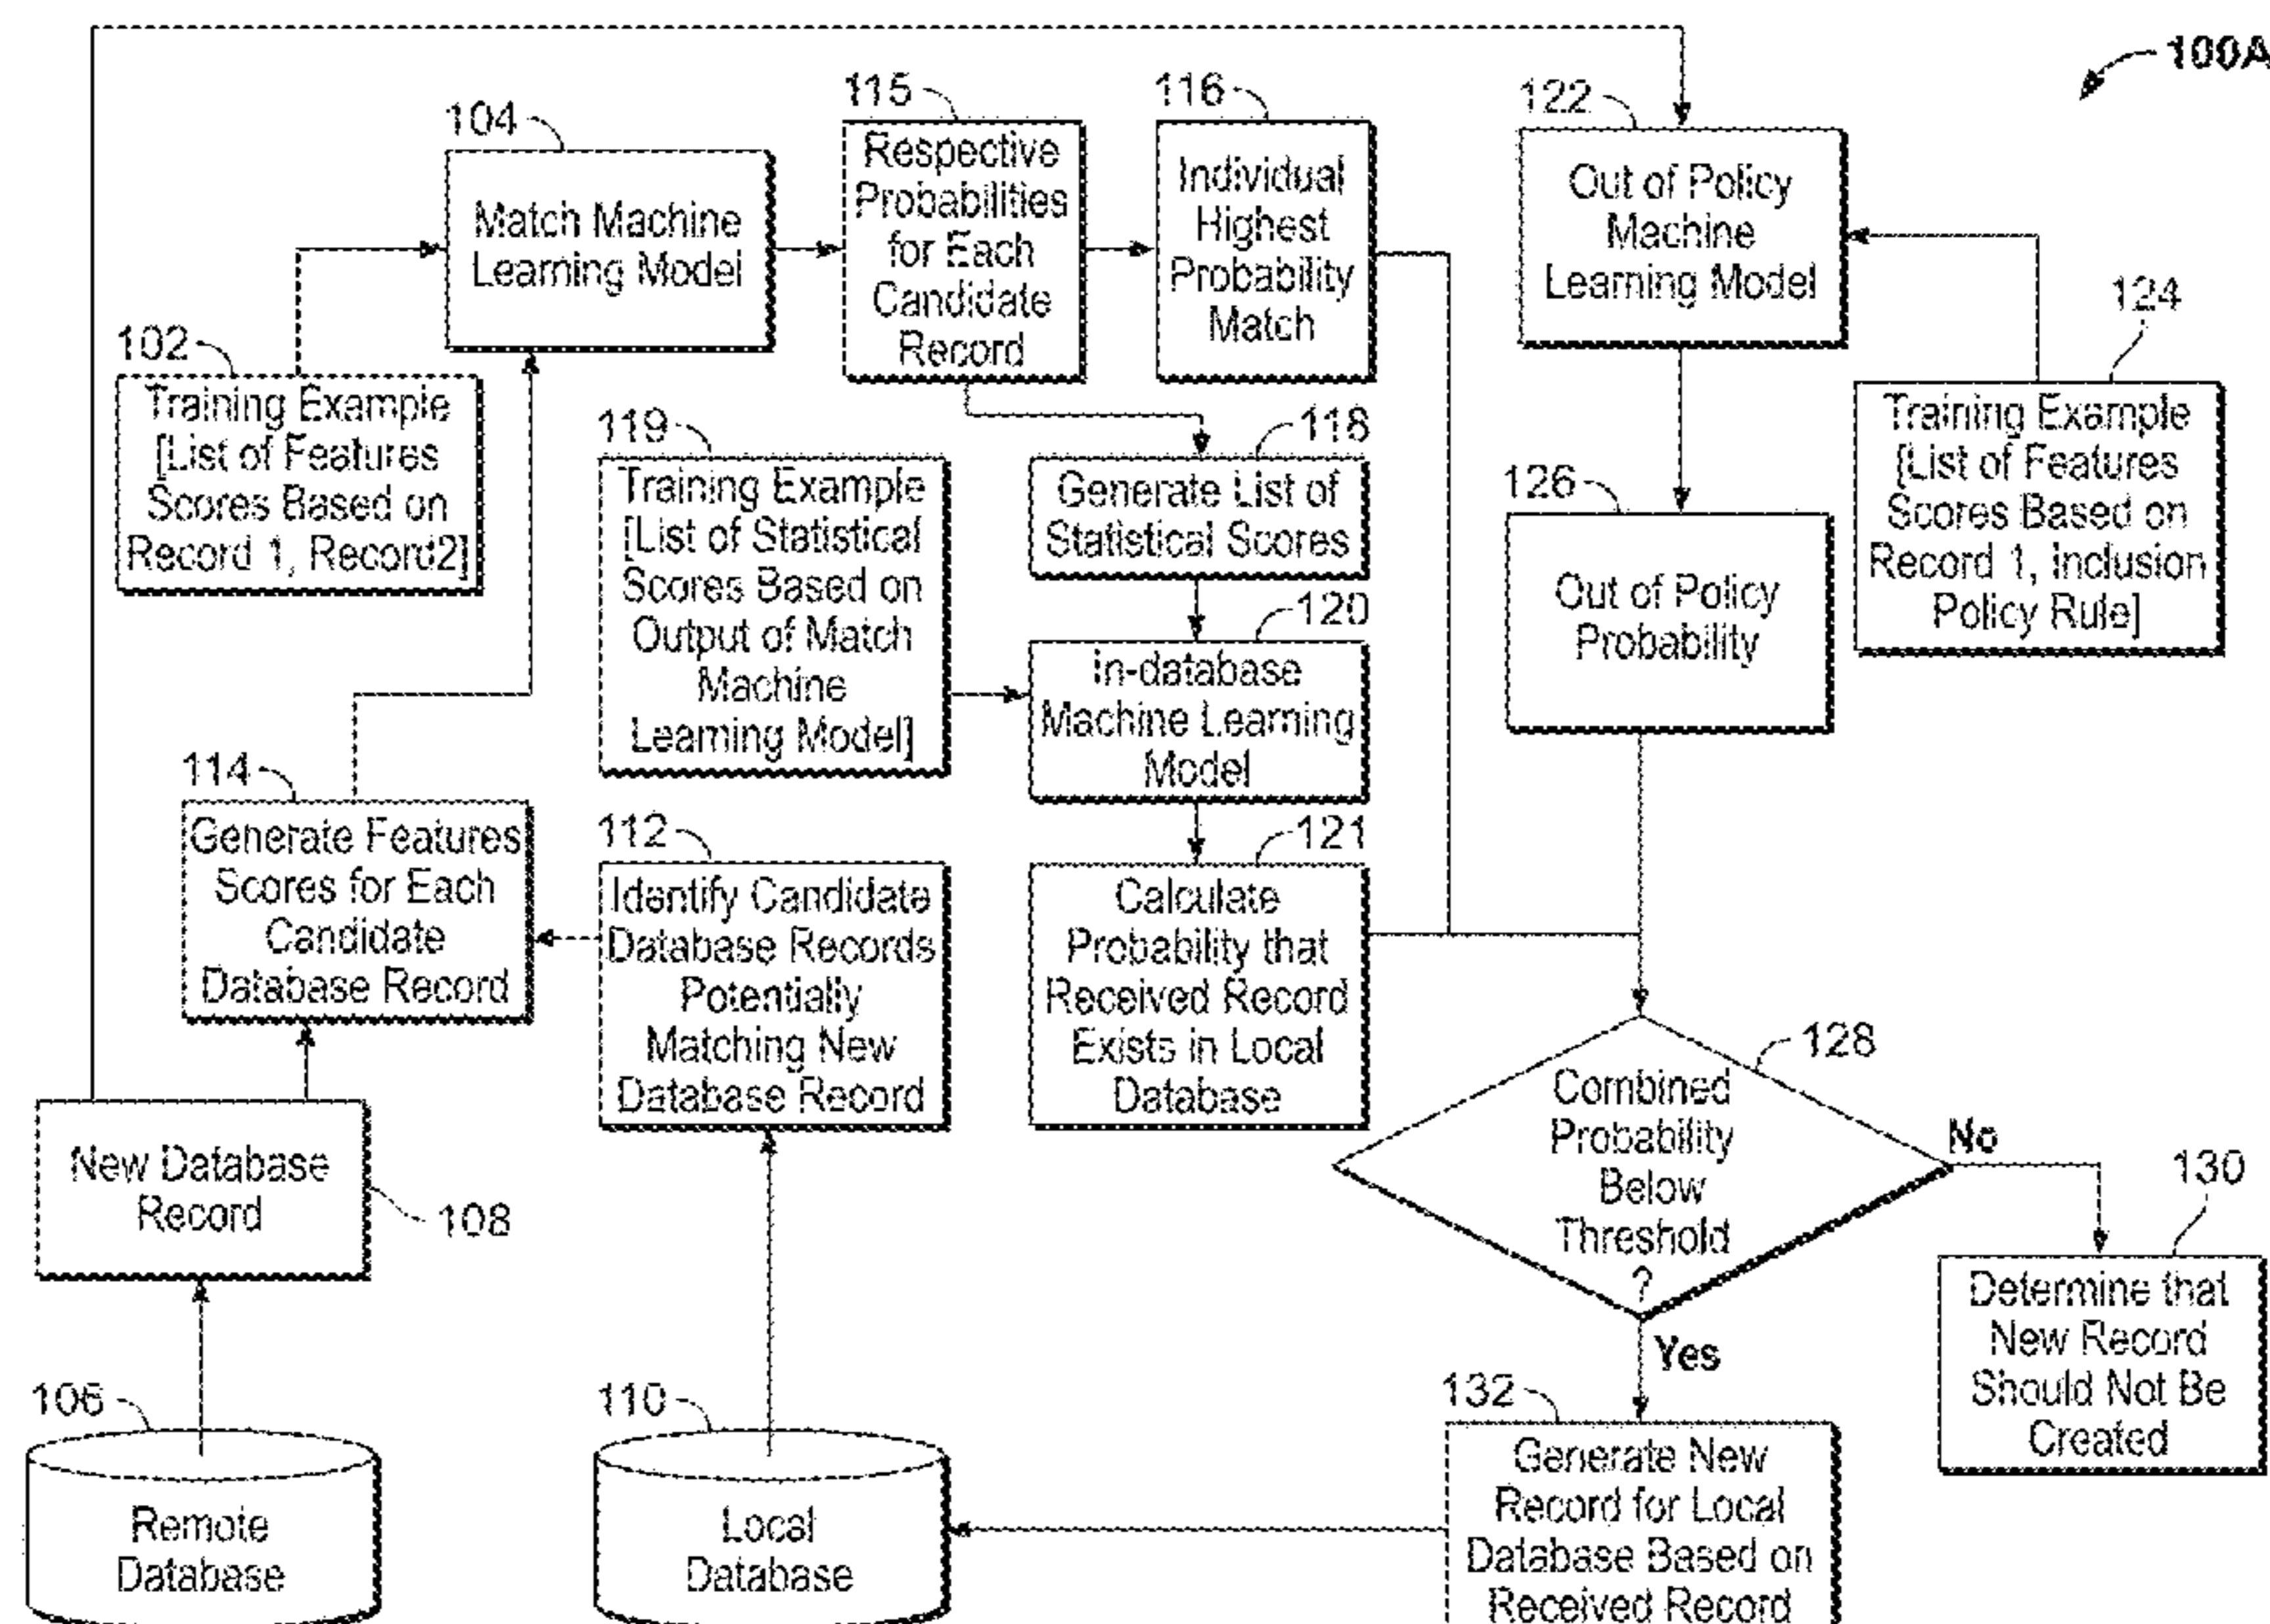 100A
104
Match Machine
Learning Model
115
Respective
Probabilities
for Each
Candidate
Record
116
Individual
Highest
Probability
Match
122
Out of Policy
Machine
Learning Model
124
Training Example
[List of Features
Scores Based on
Record 1, Inclusion
Policy Rule]
102
Training Example
[List of Features
Scores Based on
Record 1, Record2]
119
Training Example
[List of Statistical
Scores Based on
Output of Match
Machine
Learning Model]
118
Generate List of
Statistical Scores
126
Out of Policy
Probability
120
In-database
Machine Learning
Model
114
Generate Features
Scores for Each
Candidate
Database Record
112
Identify Candidate
Database Records
Potentially
Matching New
Database Record
121
Calculate
Probability that
Received Record
Exists in Local
Database
128
Combined
Probability
Below
Threshold
?
No
Yes
New Database
Record
108
130
Determine that
New Record
Should Not Be
Created
106
Remote
Database
110
Local
Database
132
Generate New
Record for Local
Database Based on
Received Record